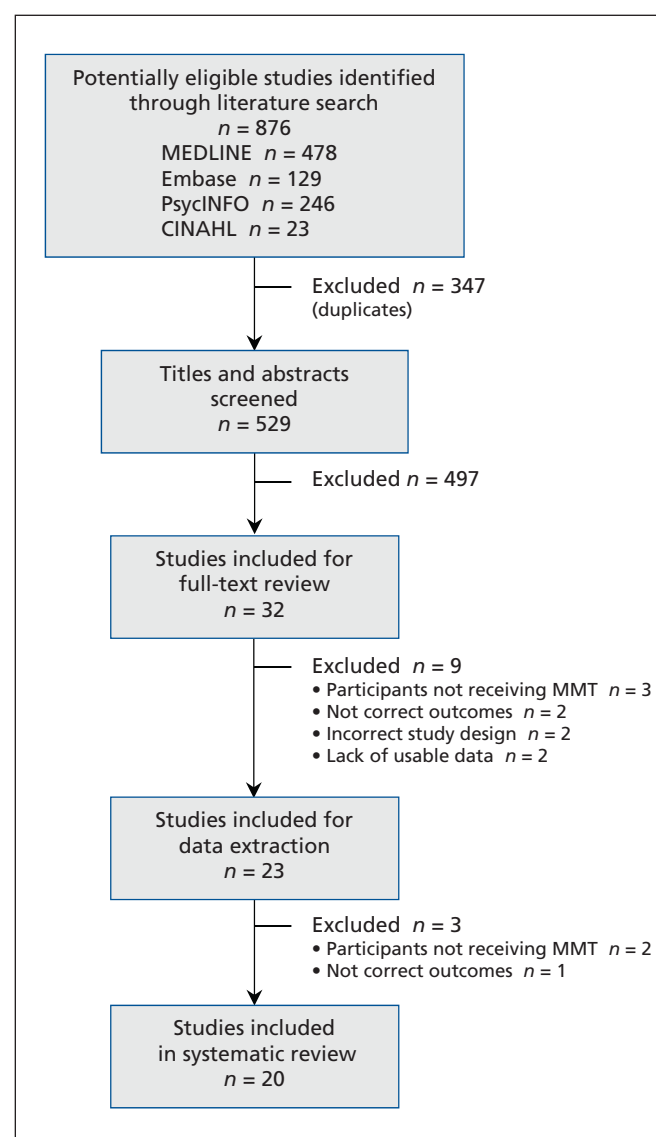 Potentially eligible studies identified
through literature search
n = 876
MEDLINE n = 478
Embase n = 129
PsycINFO n = 246
CINAHL n = 23
Excluded n = 347
(duplicates)
Titles and abstracts
screened
n = 529
Excluded n = 497
Studies included for
full-text review
n = 32
Excluded n = 9
• Participants not receiving MMT n = 3
• Not correct outcomes n = 2
• Incorrect study design n = 2
• Lack of usable data n = 2
Studies included for
data extraction
n = 23
Excluded n = 3
• Participants not receiving MMT n = 2
• Not correct outcomes n = 1
Studies included
in systematic review
n = 20